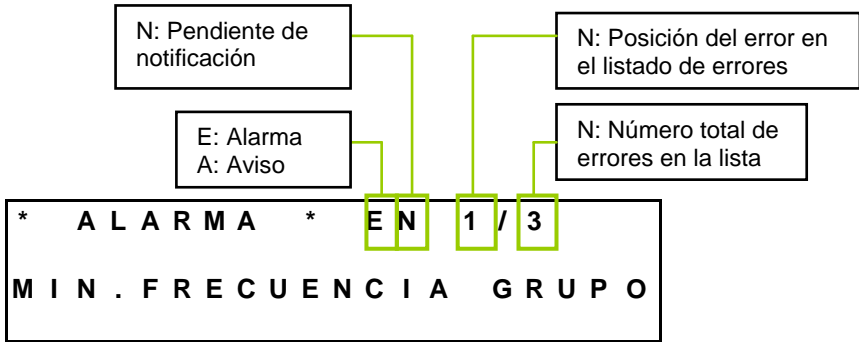 N: Pendiente de
notificación
N: Posición del error en
el listado de errores
E: Alarma
A: Aviso
N: Número total de
errores en la lista
* ALARMA * EN 1/3
MIN.FRECUENCIA GRUPO